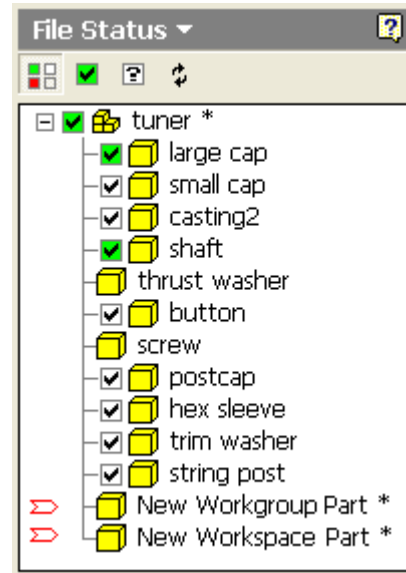 File Status
tuner *
large cap
small cap
casting2
shaft
thrust washer
button
screw
postcap
hex sleeve
trim washer
string post
New Workgroup Part *
New Workspace Part *